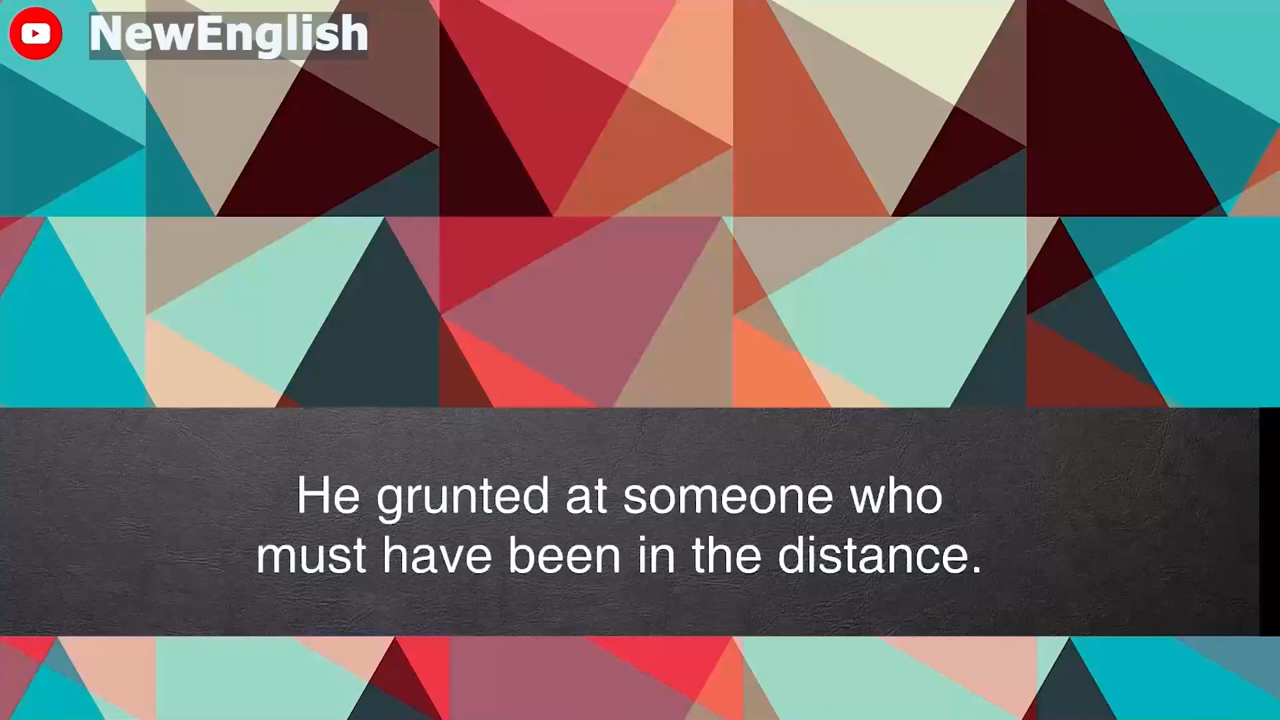 NewEnglish
He grunted at someone who
must have been in the distance.